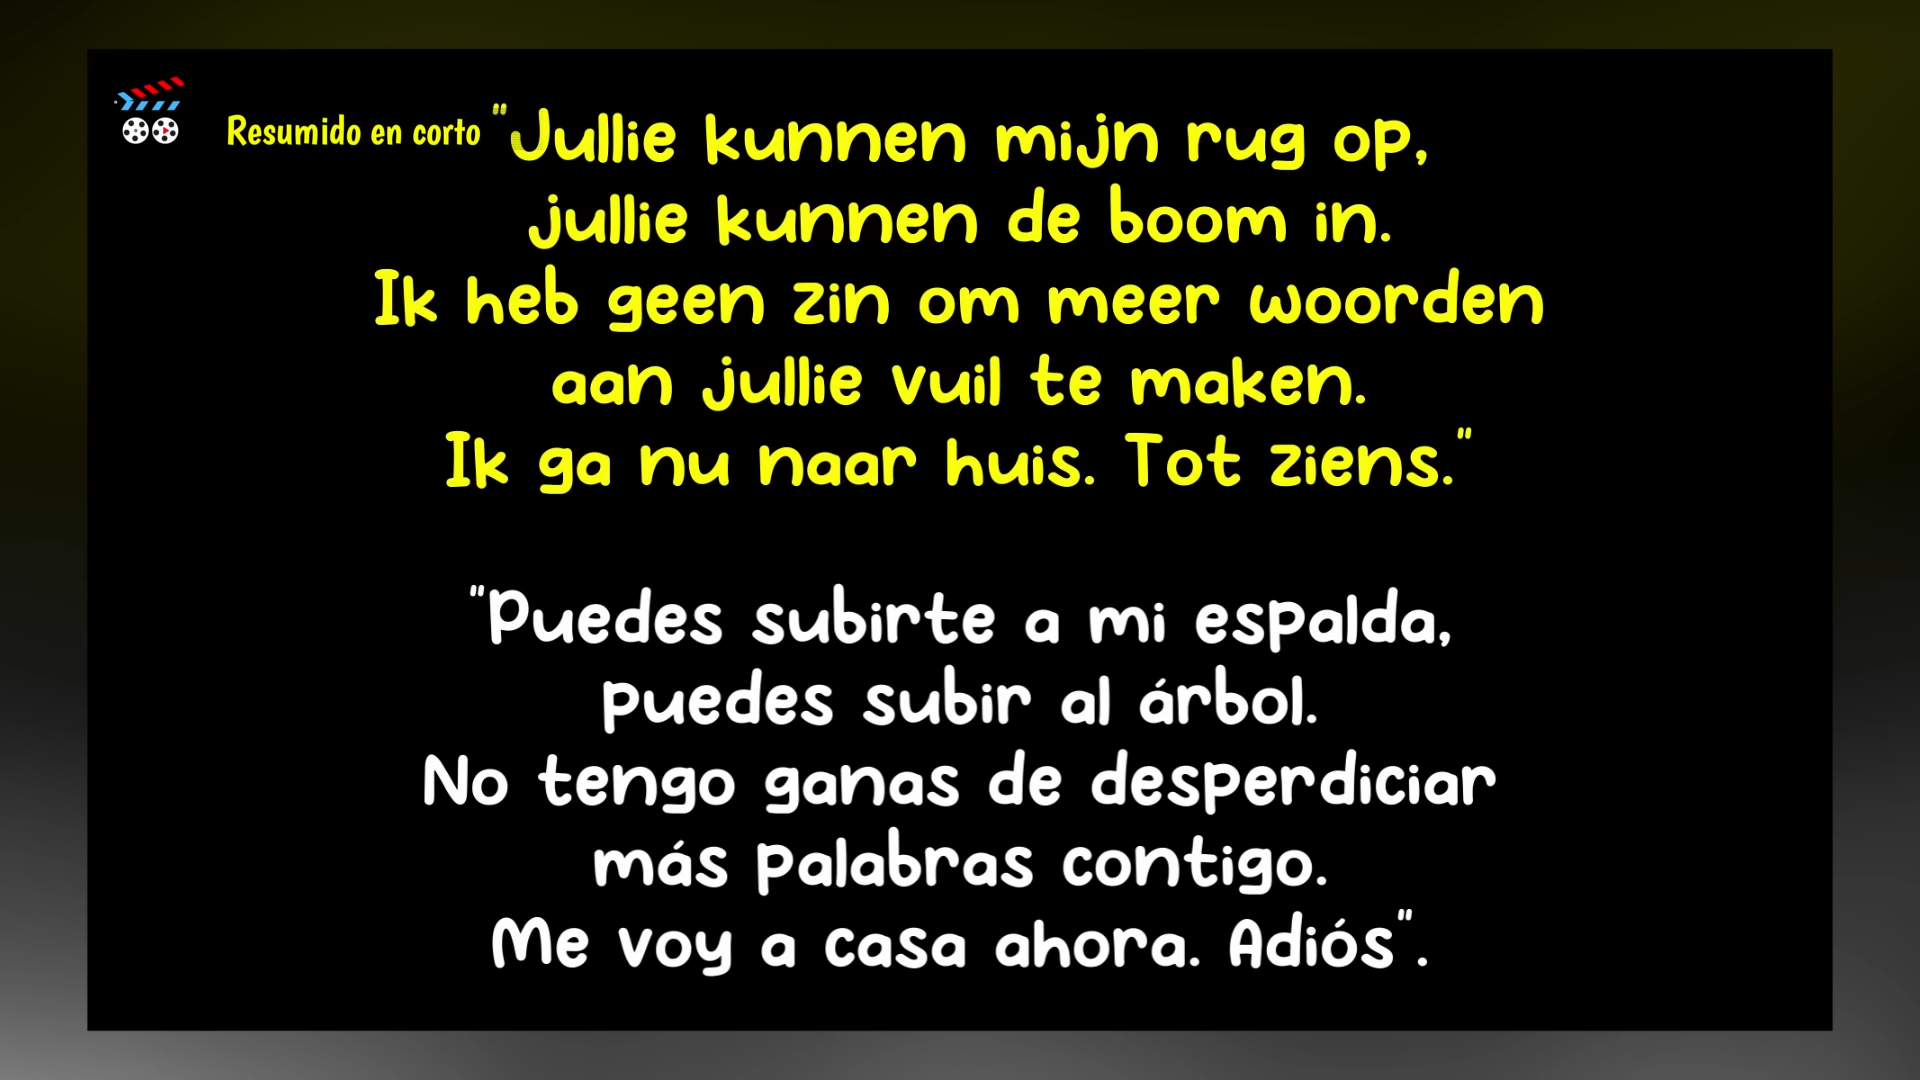 Resumido en corto
"Jullie kunnen mijn rug op,
jullie kunnen de boom in.
Ik heb geen zin om meer woorden
aan jullie vuil te maken.
Ik ga nu naar huis. Tot ziens."
"Puedes subirte a mi espalda,
puedes subir al árbol.
No tengo ganas de desperdiciar
más palabras contigo.
Me voy a casa ahora. Adiós".